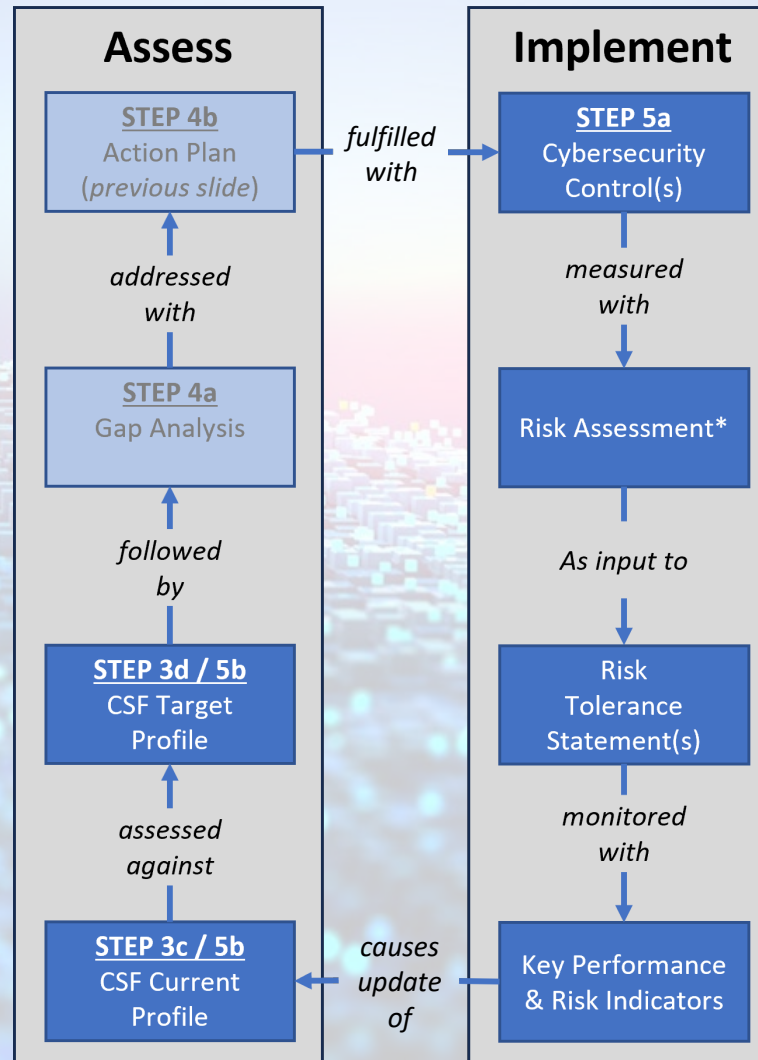 Assess
STEP 4b
Action Plan
(previous slide)
addressed
with
STEP 4a
Gap Analysis
followed
by
STEP 3d / 5b
CSF Target
Profile
assessed
against
STEP 3c / 5b
CSF Current
Profile
fulfilled
with
causes
update
of
Implement
STEP 5a
Cybersecurity
Control(s)
measured
with
Risk Assessment*
As input to
Risk
Tolerance
Statement(s)
monitored
with
Key Performance
& Risk Indicators